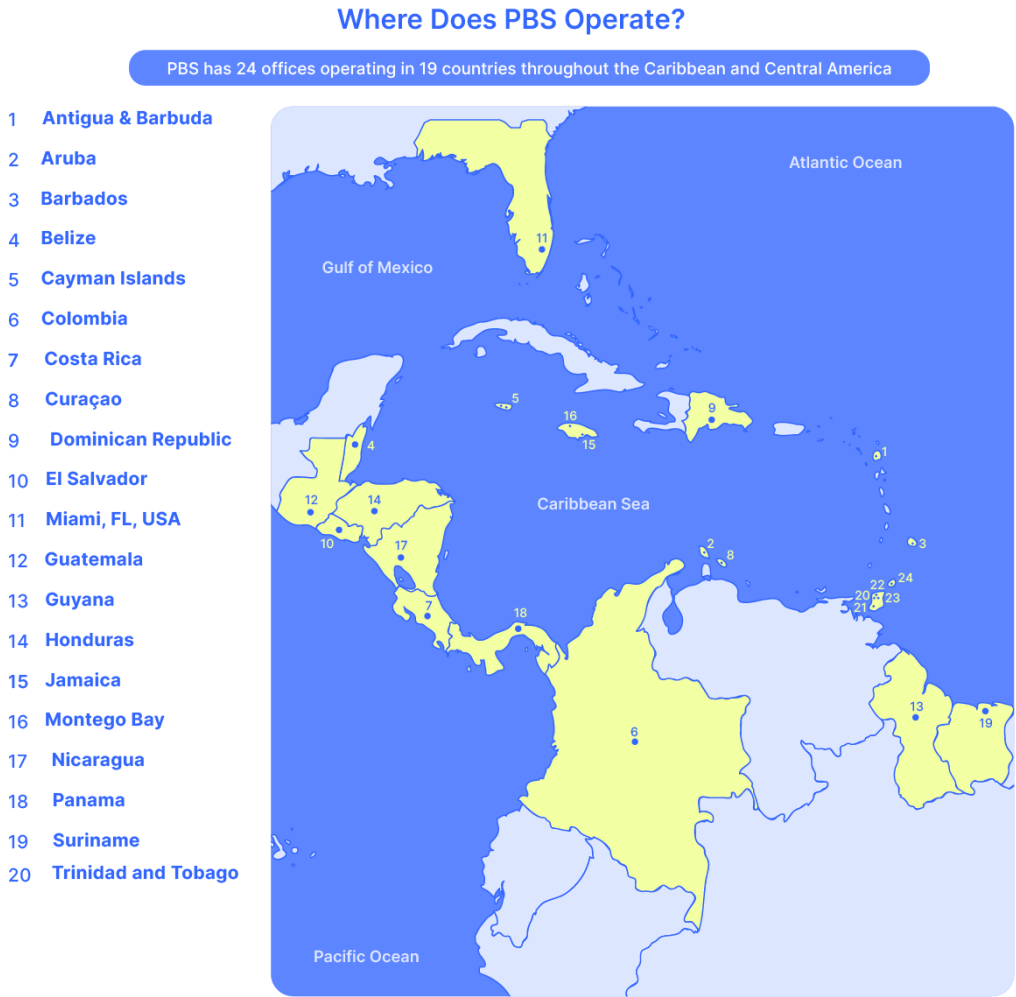 Where Does PBS Operate?
PBS has 24 offices operating in 19 countries throughout the Caribbean and Central America
1 Antigua & Barbuda
2 Aruba
3 Barbados
4 Belize
5 Cayman Islands
6 Colombia
7 Costa Rica
8 Curaçao
9 Dominican Republic
10 El Salvador
11 Miami, FL, USA
12 Guatemala
13 Guyana
14 Honduras
15 Jamaica
16 Montego Bay
17 Nicaragua
18 Panama
19 Suriname
20 Trinidad and Tobago
Atlantic Ocean
11
Gulf of Mexico
5
16
9
15
4
1
12
14
Caribbean Sea
10
17
2
3
8
24
22
20
23
21
7
18
13
19
6
Pacific Ocean